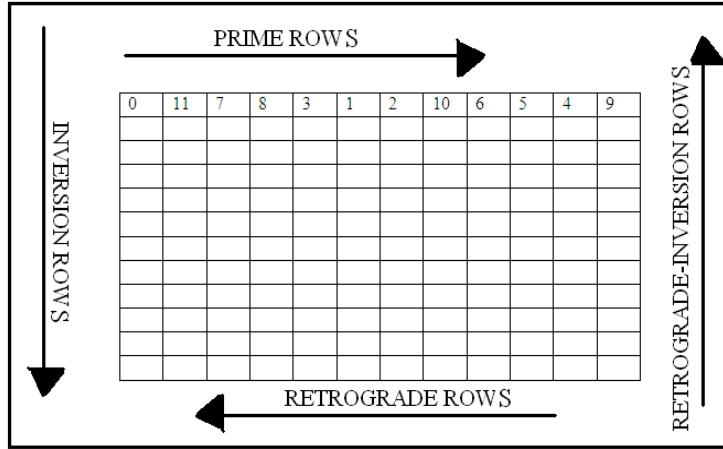 PRIME ROWS
INVERSION ROWS
0 11 7 8 3 1 2 10 6 5 4 9
RETROGRADE-INVERSION ROWS
RETROGRADE ROWS